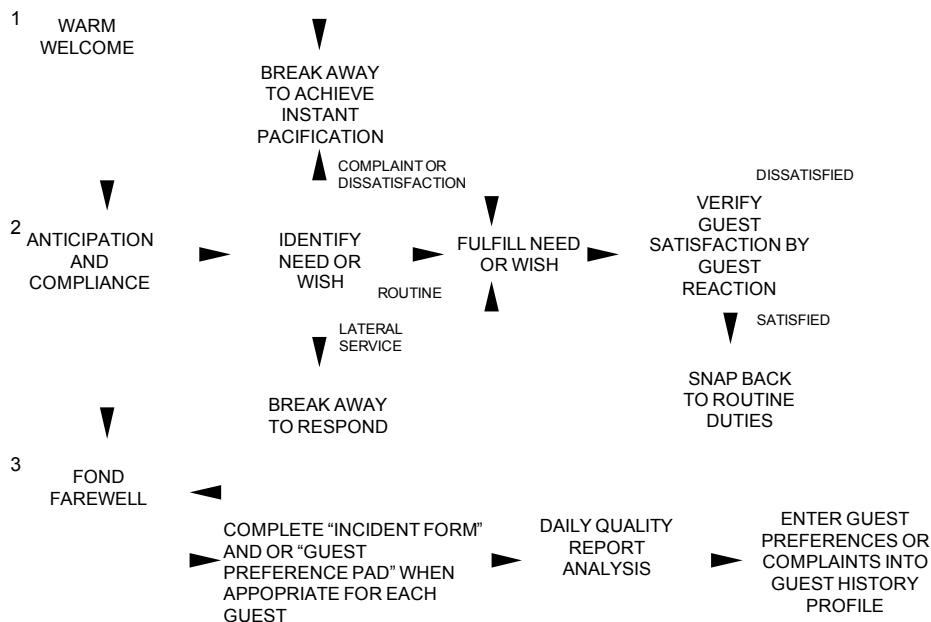 1
WARM
WELCOME
BREAK AWAY
TO ACHIEVE
INSTANT
PACIFICATION
COMPLAINT OR
DISSATISFACTION
2
ANTICIPATION
AND
COMPLIANCE
IDENTIFY
NEED OR
WISH
ROUTINE
FULFILL NEED
OR WISH
DISSATISFIED
VERIFY
GUEST
SATISFACTION BY
GUEST
REACTION
SATISFIED
LATERAL
SERVICE
BREAK AWAY
TO RESPOND
SNAP BACK
TO ROUTINE
DUTIES
3
FOND
FAREWELL
COMPLETE “INCIDENT FORM”
AND OR “GUEST
PREFERENCE PAD” WHEN
APPOPRIATE FOR EACH
GUEST
DAILY QUALITY
REPORT
ANALYSIS
ENTER GUEST
PREFERENCES OR
COMPLAINTS INTO
GUEST HISTORY
PROFILE